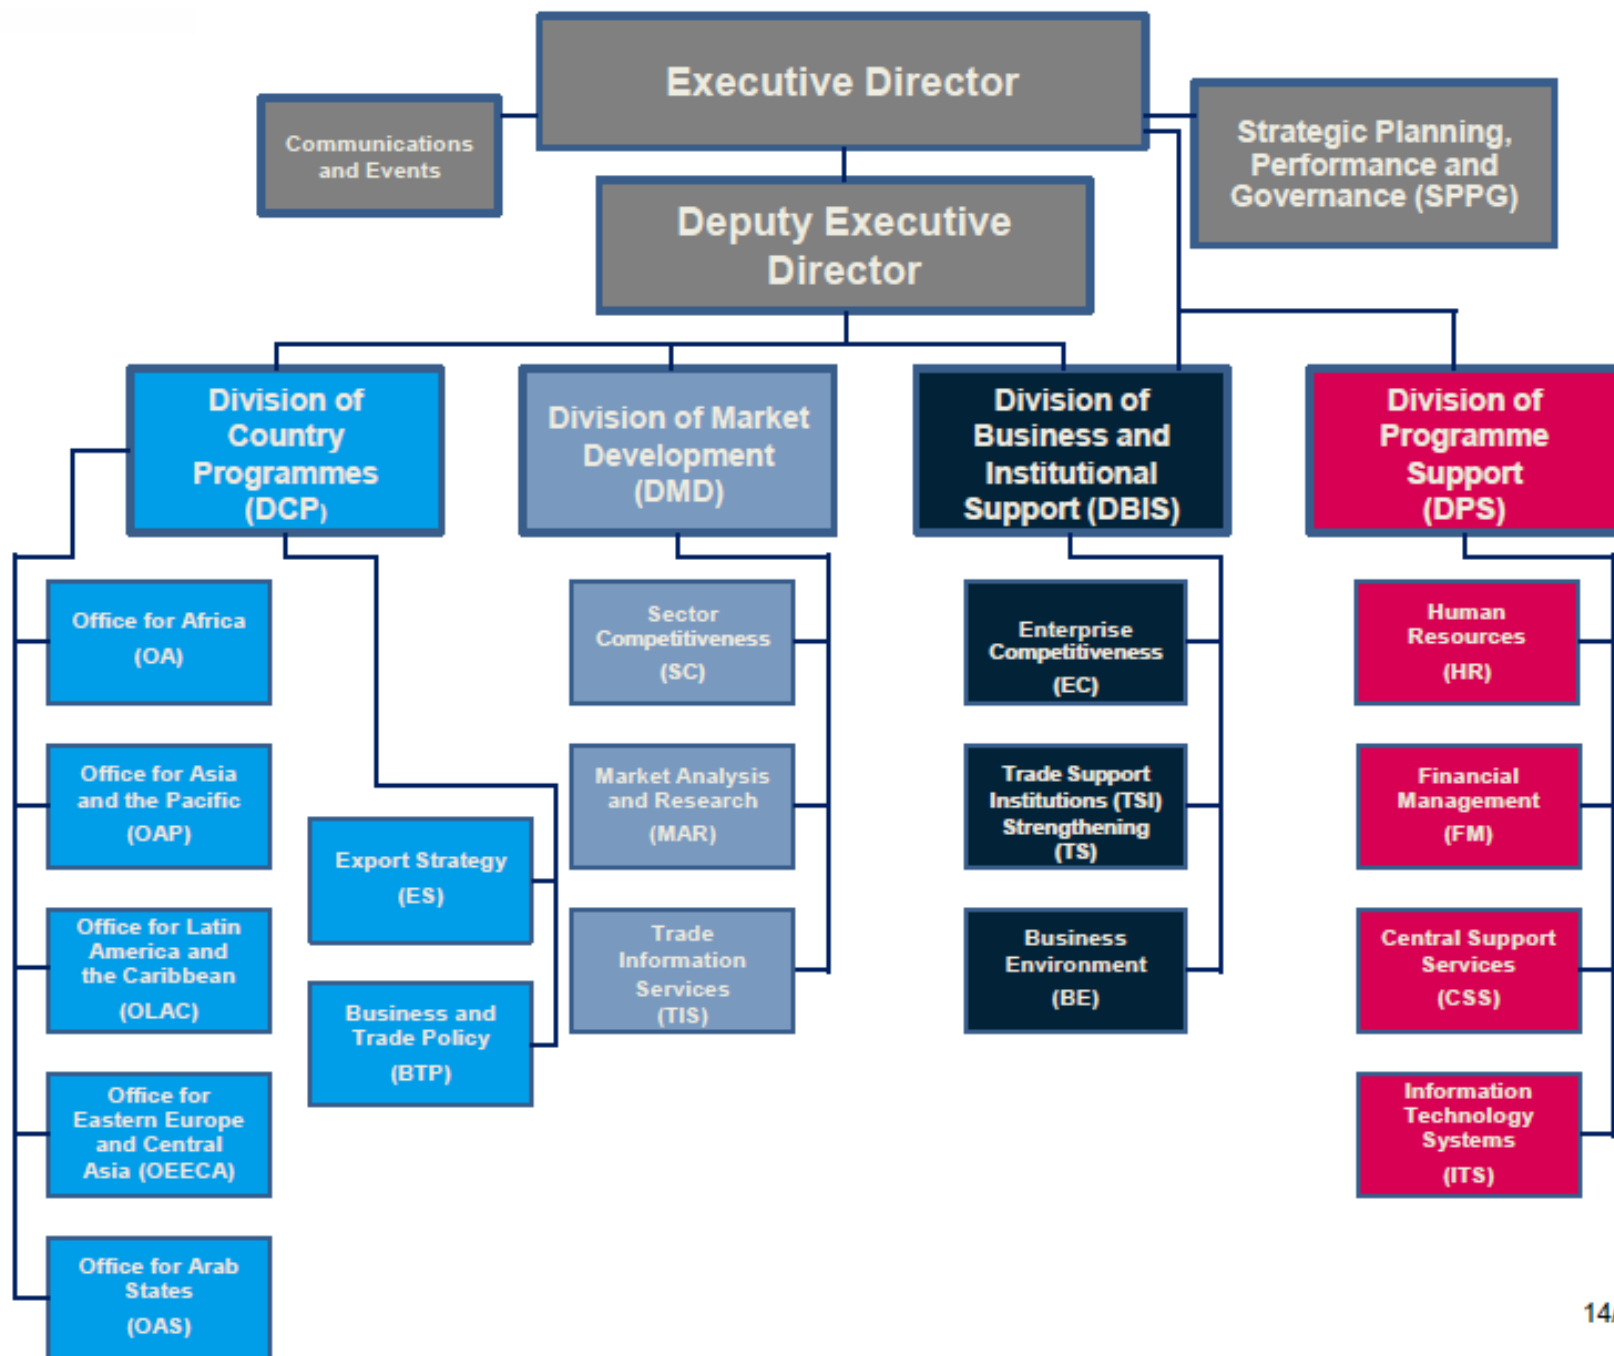 Executive Director
Communications
and Events
Strategic Planning,
Performance and
Governance (SPPG)
Deputy Executive
Director
Division of
Country
Programmes
(DCP)
Division of Market
Development
(DMD)
Division of
Business and
Institutional
Support (DBIS)
Division of
Programme
Support
(DPS)
Office for Africa
(OA)
Office for Asia
and the Pacific
(OAP)
Office for Latin
America and
the Caribbean
(OLAC)
Office for
Eastern Europe
and Central
Asia (OEECA)
Office for Arab
States
(OAS)
Export Strategy
(ES)
Business and
Trade Policy
(BTP)
Sector
Competitiveness
(SC)
Market Analysis
and Research
(MAR)
Trade
Information
Services
(TIS)
Enterprise
Competitiveness
(EC)
Trade Support
Institutions (TSI)
Strengthening
(TS)
Business
Environment
(BE)
Human
Resources
(HR)
Financial
Management
(FM)
Central Support
Services
(CSS)
Information
Technology
Systems
(ITS)
14/